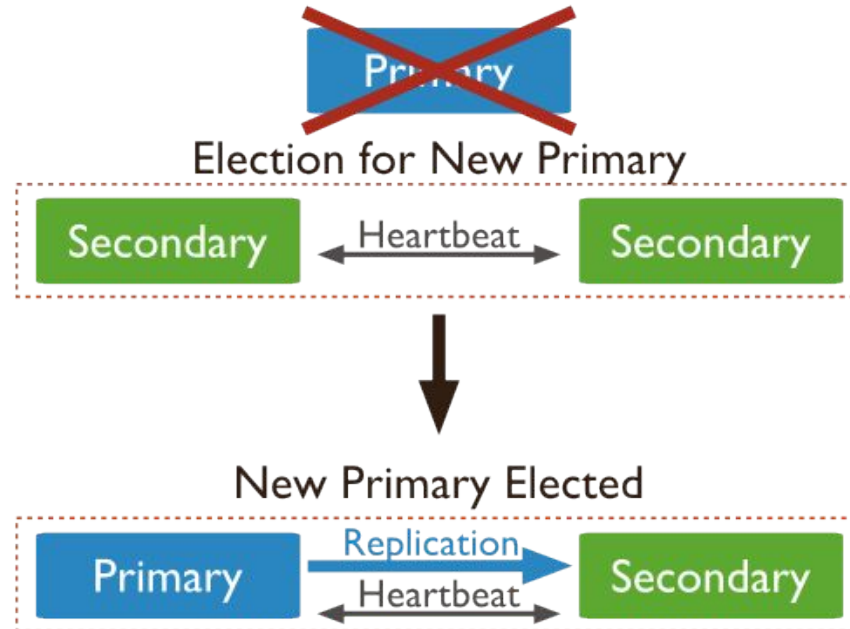 Primary
Election for New Primary
Secondary
Heartbeat
Secondary
New Primary Elected
Primary
Replication
Heartbeat
Secondary